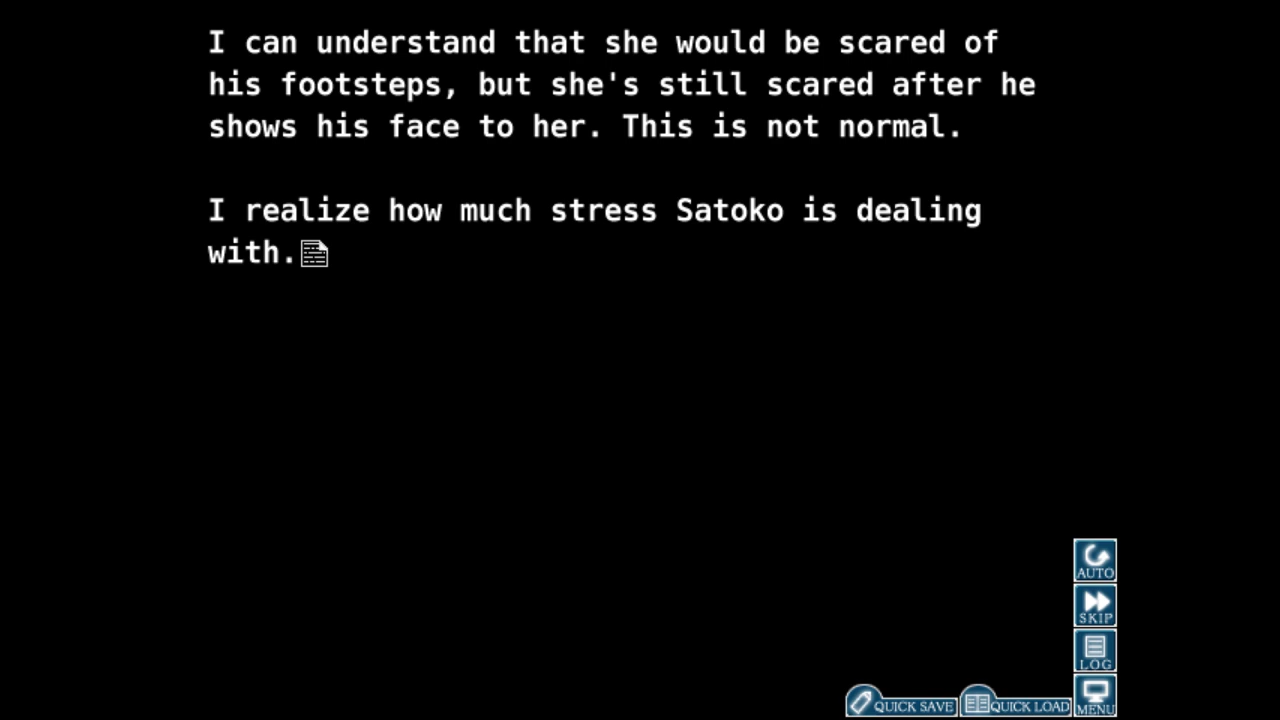 I can understand that she would be scared of
his footsteps, but she's still scared after he
shows his face to her. This is not normal.
I realize how much stress Satoko is dealing
with.
AUTO
SKIP
LOG
QUICK SAVE QUICK LOAD MENU